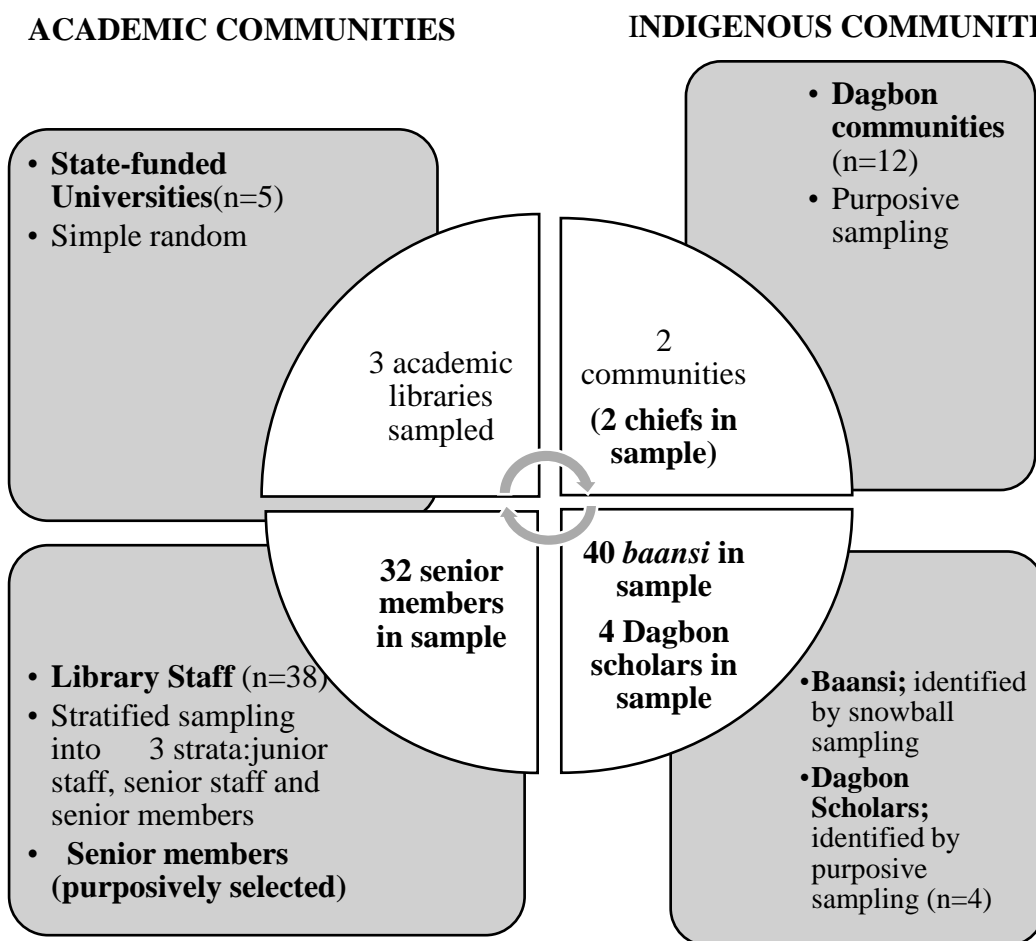 ACADEMIC COMMUNITIES
INDIGENOUS COMMUNITI
• State-funded
Universities(n=5)
• Simple random
• Dagbon
communities
(n=12)
• Purposive
sampling
3 academic
libraries
sampled
2
communities
(2 chiefs in
sample)
32 senior
members
in sample
40 baansi in
sample
4 Dagbon
scholars in
sample
• Library Staff (n=38)
• Stratified sampling
into 3 strata:junior
staff, senior staff and
senior members
• Senior members
(purposively selected)
•Baansi; identified
by snowball
sampling
•Dagbon
Scholars;
identified by
purposive
sampling (n=4)